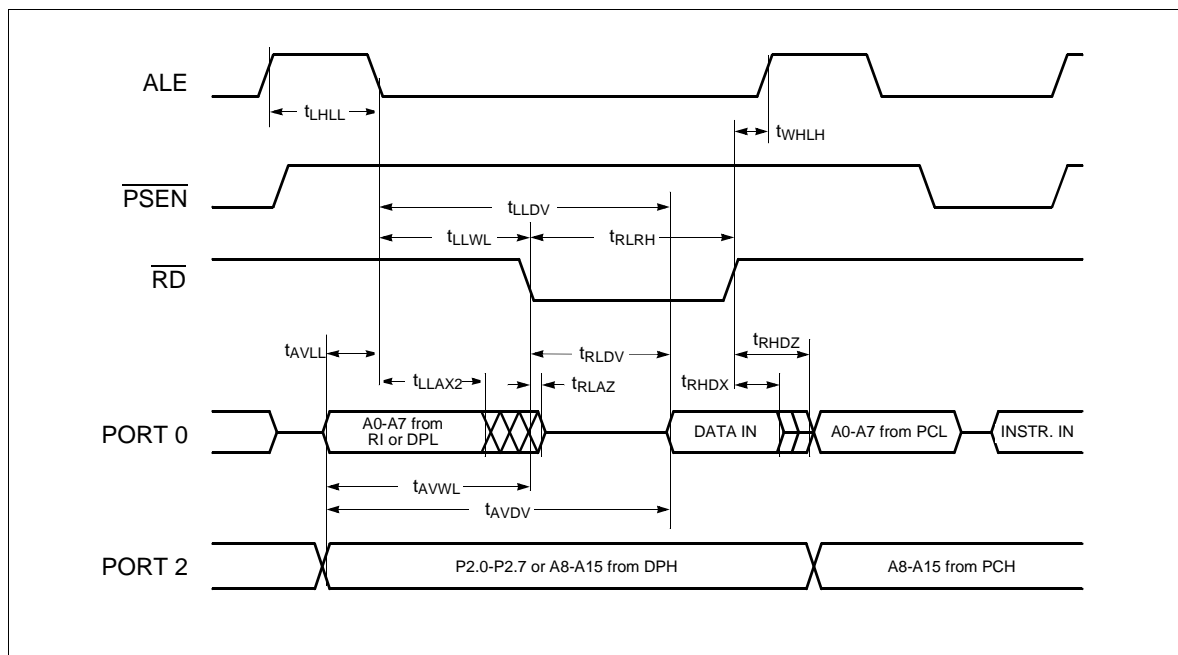 ALE
tLHLL
tWHLH
PSEN
tLLDV
tLLWL
tRLRH
RD
tAVLL
tLLAX2
tRLDV
tRLAZ
tRHDZ
tRHDX
PORT 0
A0-A7 from
RI or DPL
DATA IN
A0-A7 from PCL
INSTR. IN
tAVWL
tAVDV
PORT 2
P2.0-P2.7 or A8-A15 from DPH
A8-A15 from PCH